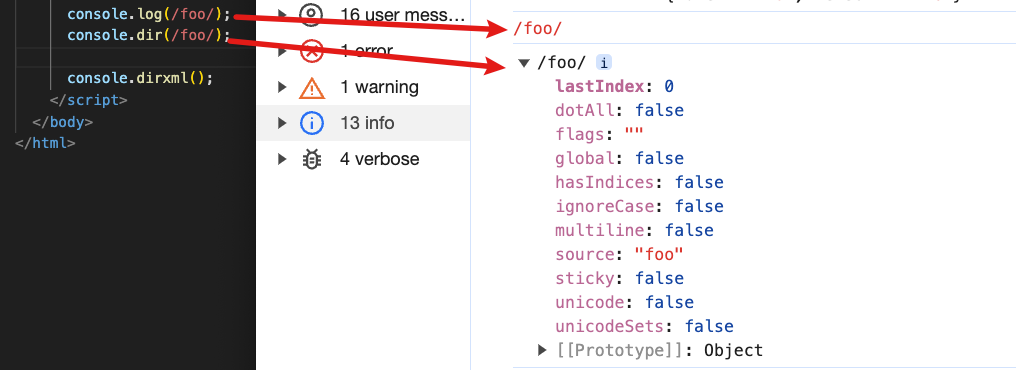 console.log(/foo/);
console.dir(/foo/);
console.dirxml();
</script>
</body>
</html>
16 user mess...
1 error
1 warning
13 info
4 verbose
/foo/
/foo/ i
lastIndex: 0
dotAll: false
flags: ""
global: false
hasIndices: false
ignoreCase: false
multiline: false
source: "foo"
sticky: false
unicode: false
unicodeSets: false
[[Prototype]]: Object